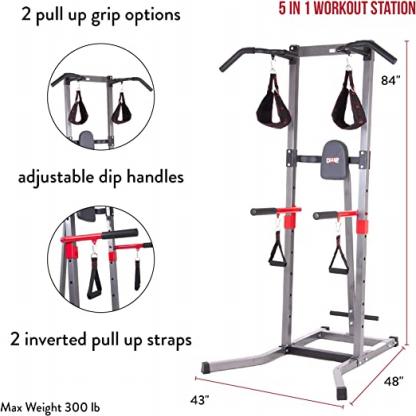 2 pull up grip options
5 IN 1 WORKOUT STATION
84"
adjustable dip handles
2 inverted pull up straps
Max Weight 300 lb
43"
48"